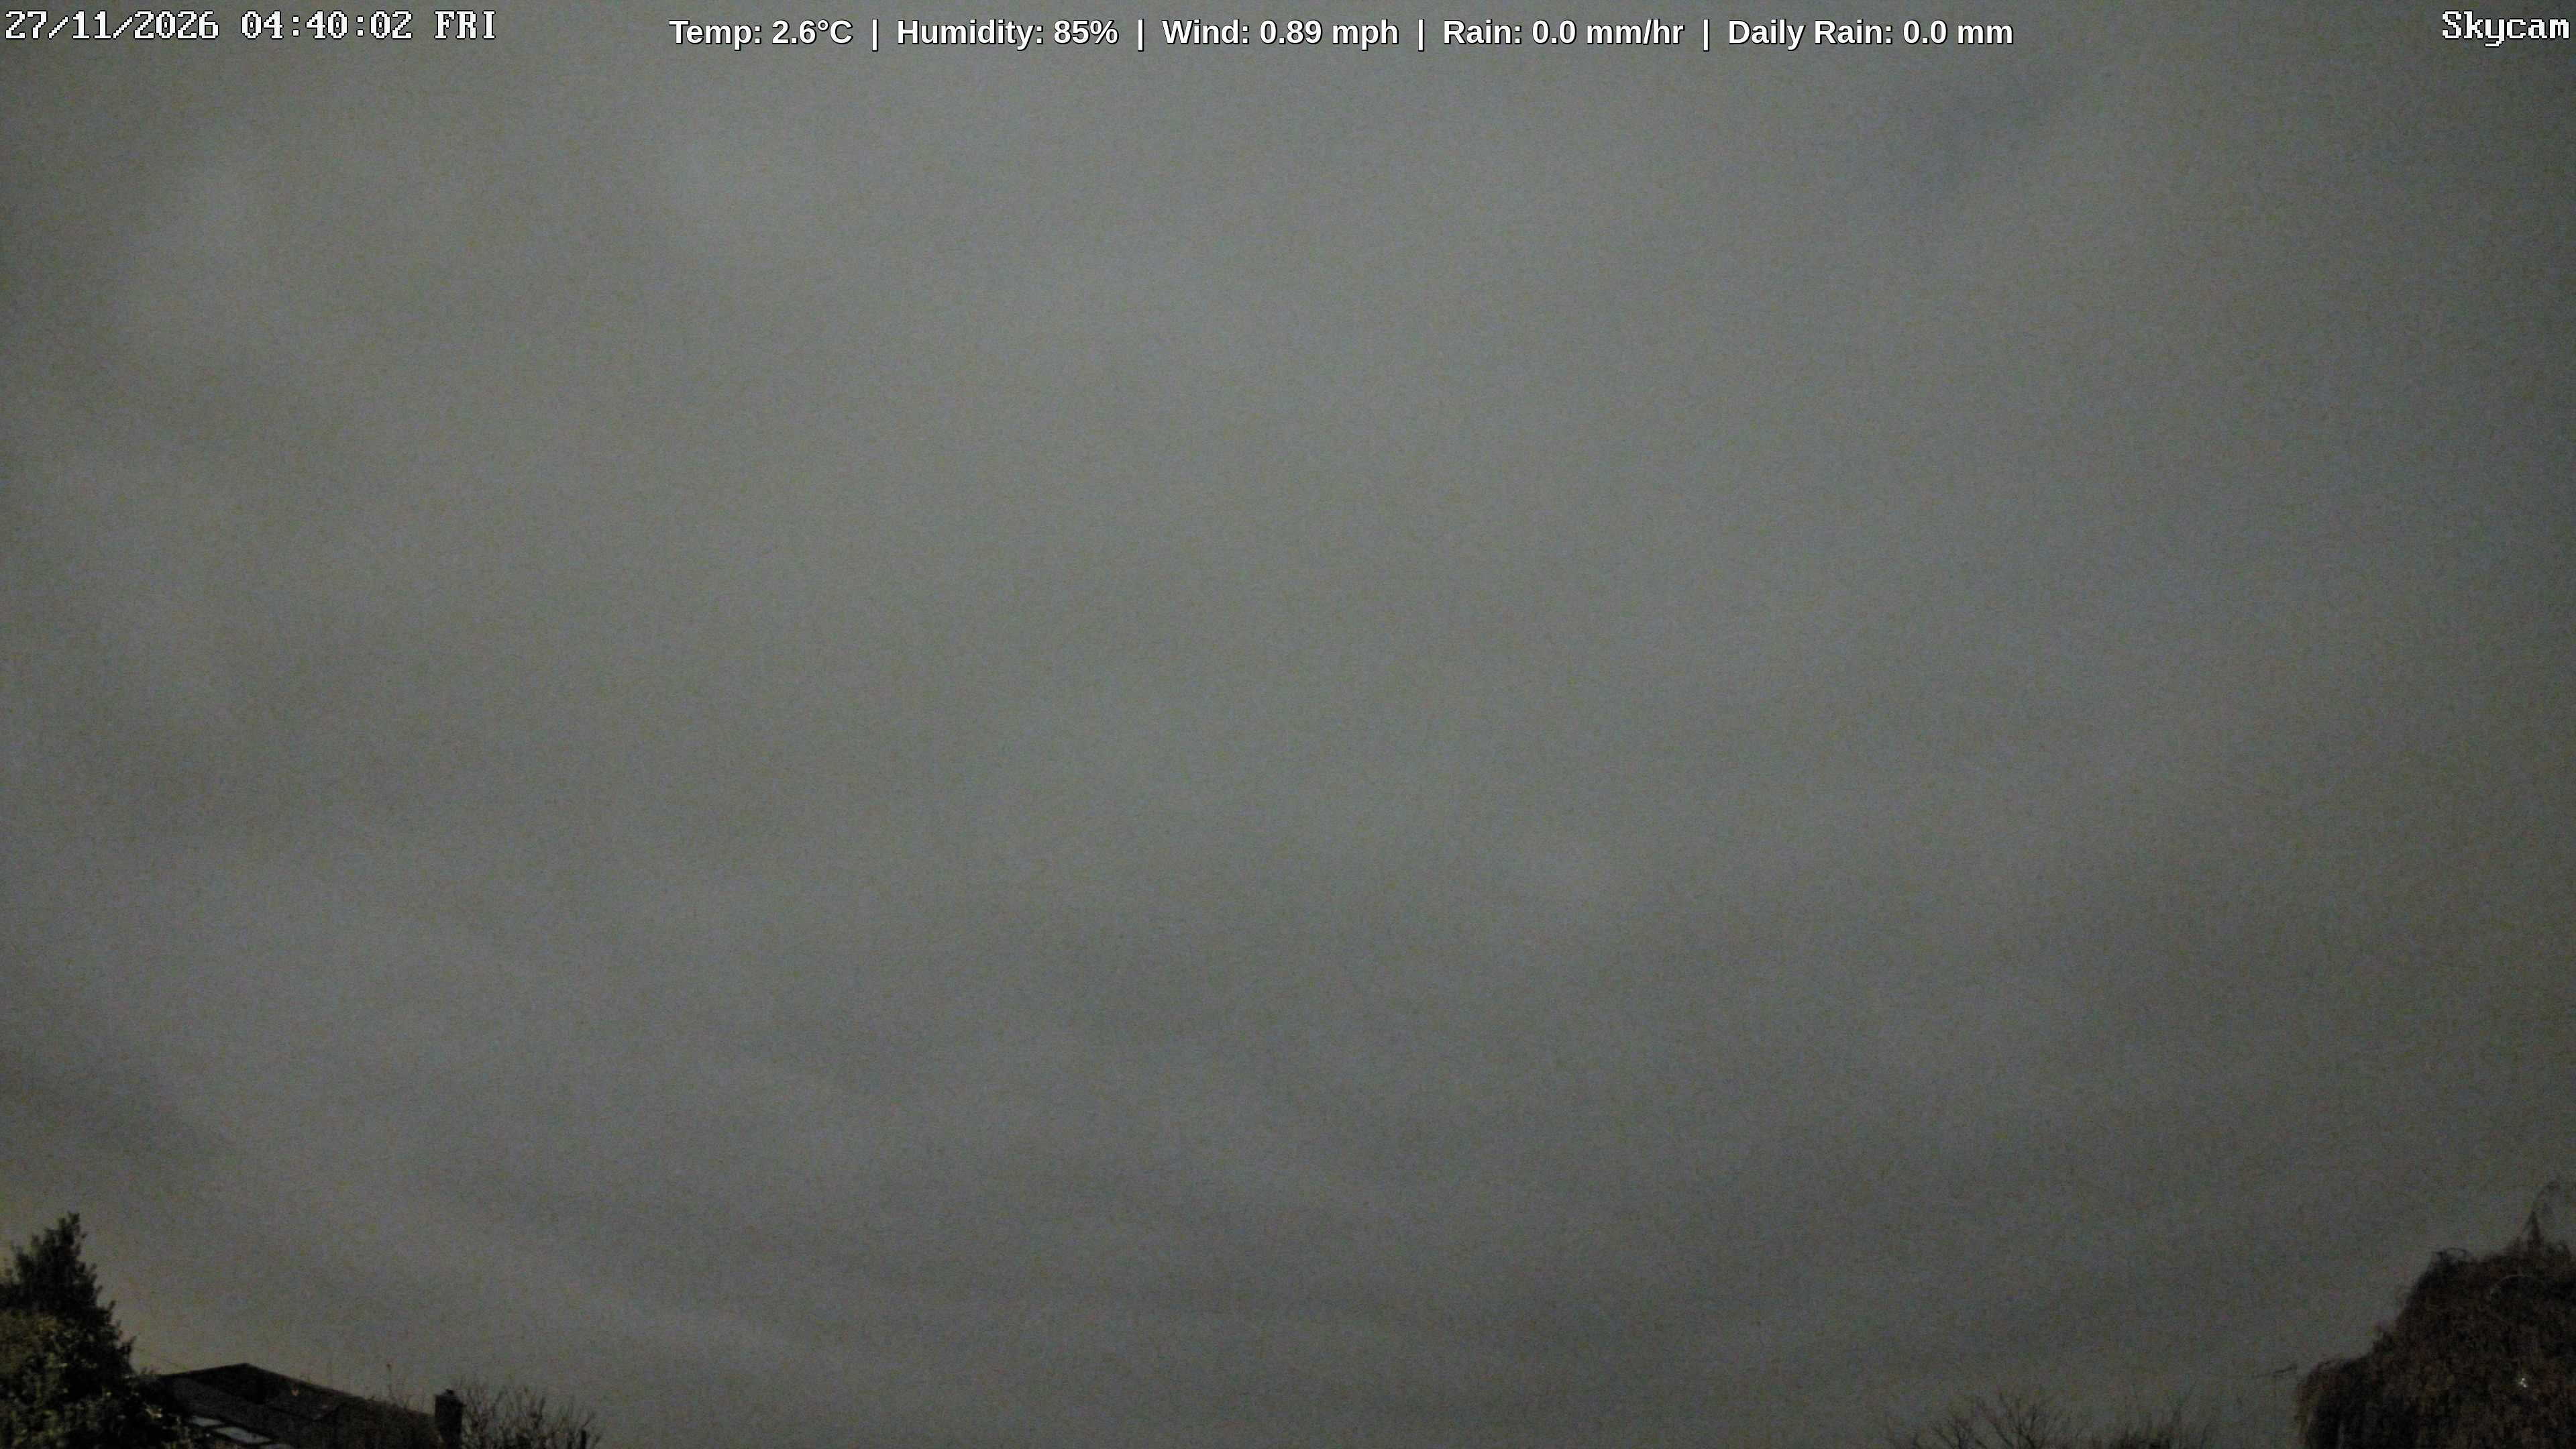 27/11/2026 04:40:02 FRI
Temp: 2.6°C | Humidity: 85% | Wind: 0.89 mph | Rain: 0.0 mm/hr | Daily Rain: 0.0 mm
Skycam